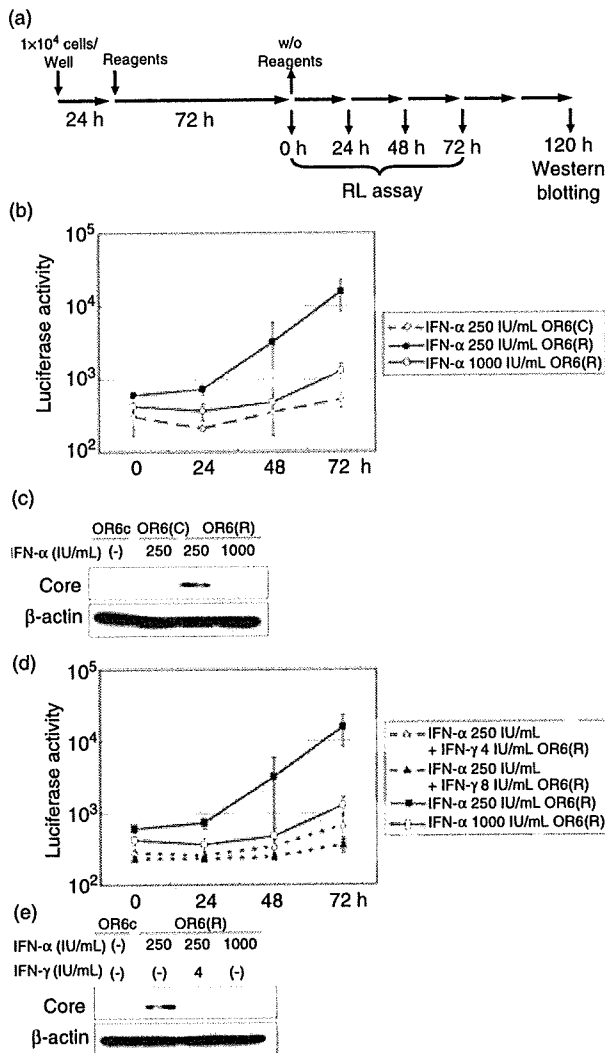 (a)
1×10⁴ cells/
Well
Reagents
w/o
Reagents
24 h
72 h
0 h
24 h
48 h
72 h
120 h
RL assay
Western
blotting
(b)
Luciferase activity
10⁵
10⁴
10³
10²
0
24
48
72 h
IFN-α 250 IU/mL OR6(C)
IFN-α 250 IU/mL OR6(R)
IFN-α 1000 IU/mL OR6(R)
(c)
OR6c OR6(C) OR6(R)
IFN-α (IU/mL) (-) 250 250 1000
Core
β-actin
(d)
Luciferase activity
10⁵
10⁴
10³
10²
0
24
48
72 h
IFN-α 250 IU/mL
+ IFN-γ 4 IU/mL OR6(R)
IFN-α 250 IU/mL
+ IFN-γ 8 IU/mL OR6(R)
IFN-α 250 IU/mL OR6(R)
IFN-α 1000 IU/mL OR6(R)
(e)
OR6c OR6(R)
IFN-α (IU/mL) (-) 250 250 1000
IFN-γ (IU/mL) (-) (-) 4 (-)
Core
β-actin